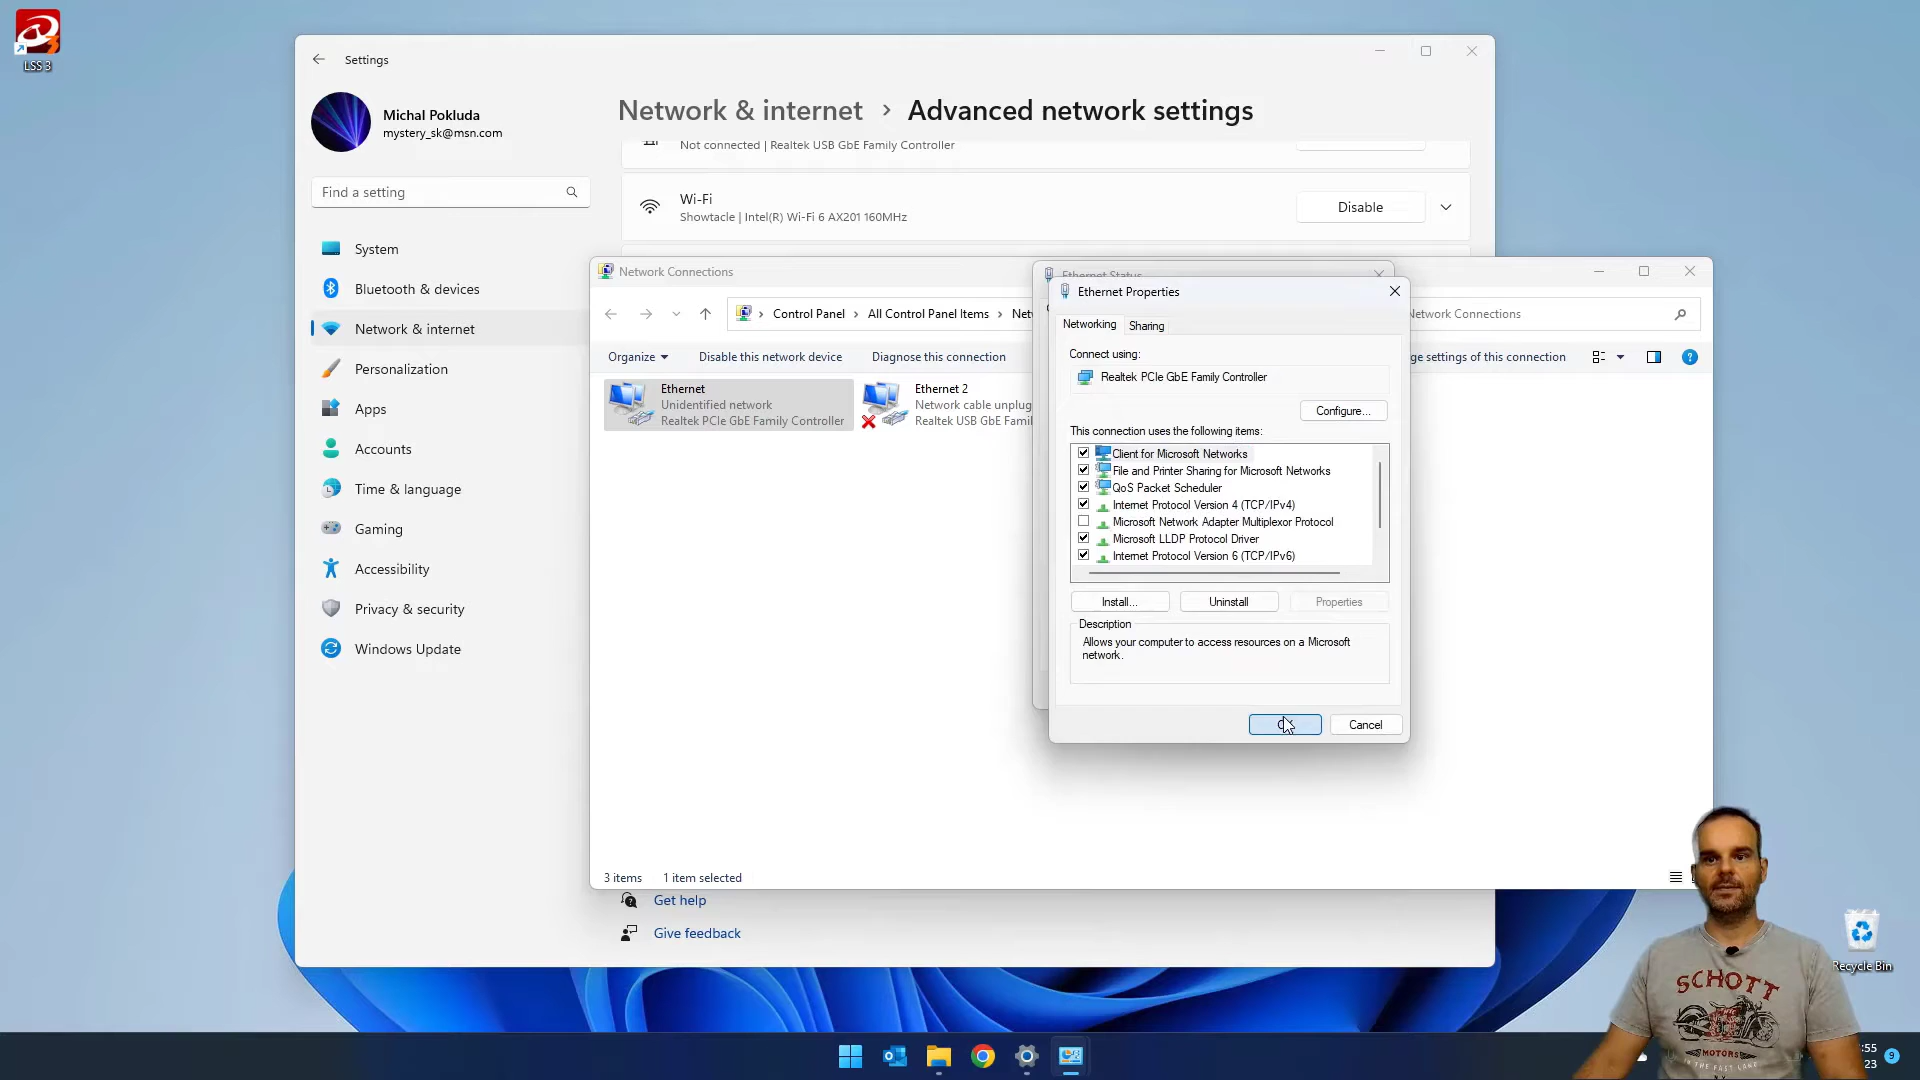 LSS 3
Settings
Michal Pokluda
mystery_sk@msn.com
Find a setting
System
Bluetooth & devices
Network & internet
Personalization
Apps
Accounts
Time & language
Gaming
Accessibility
Privacy & security
Windows Update
Network & internet > Advanced network settings
Not connected | Realtek USB GbE Family Controller
Wi-Fi
Showtacle | Intel(R) Wi-Fi 6 AX201 160MHz
Disable
Network Connections
Control Panel > All Control Panel Items >
Network Connections
Organize
Disable this network device
Diagnose this connection
settings of this connection
Ethernet
Unidentified network
Realtek PCIe GbE Family Controller
Ethernet 2
Network cable
Realtek USB GbE
3 items
1 item selected
Get help
Give feedback
Ethernet Status
Ethernet Properties
Networking
Sharing
Connect using:
Realtek PCIe GbE Family Controller
Configure...
This connection uses the following items:
Client for Microsoft Networks
File and Printer Sharing for Microsoft Networks
QoS Packet Scheduler
Internet Protocol Version 4 (TCP/IPv4)
Microsoft Network Adapter Multiplexor Protocol
Microsoft LLDP Protocol Driver
Internet Protocol Version 6 (TCP/IPv6)
Install...
Uninstall
Properties
Description
Allows your computer to access resources on a Microsoft
network.
Cancel
SCHOTT
MOTORS
Recycle Bin
:55
23
9